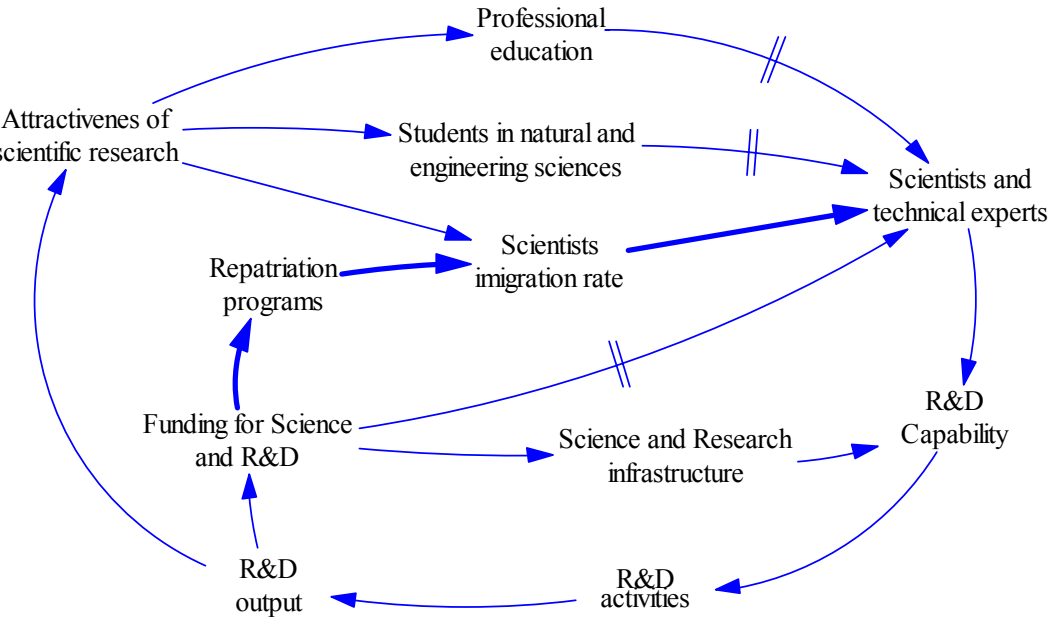 Professional
education
Attractivenes of
scientific research
Students in natural and
engineering sciences
Scientists and
technical experts
Scientists
imigration rate
Repatriation
programs
R&D
Capability
Funding for Science
and R&D
Science and Research
infrastructure
R&D
output
R&D
activities